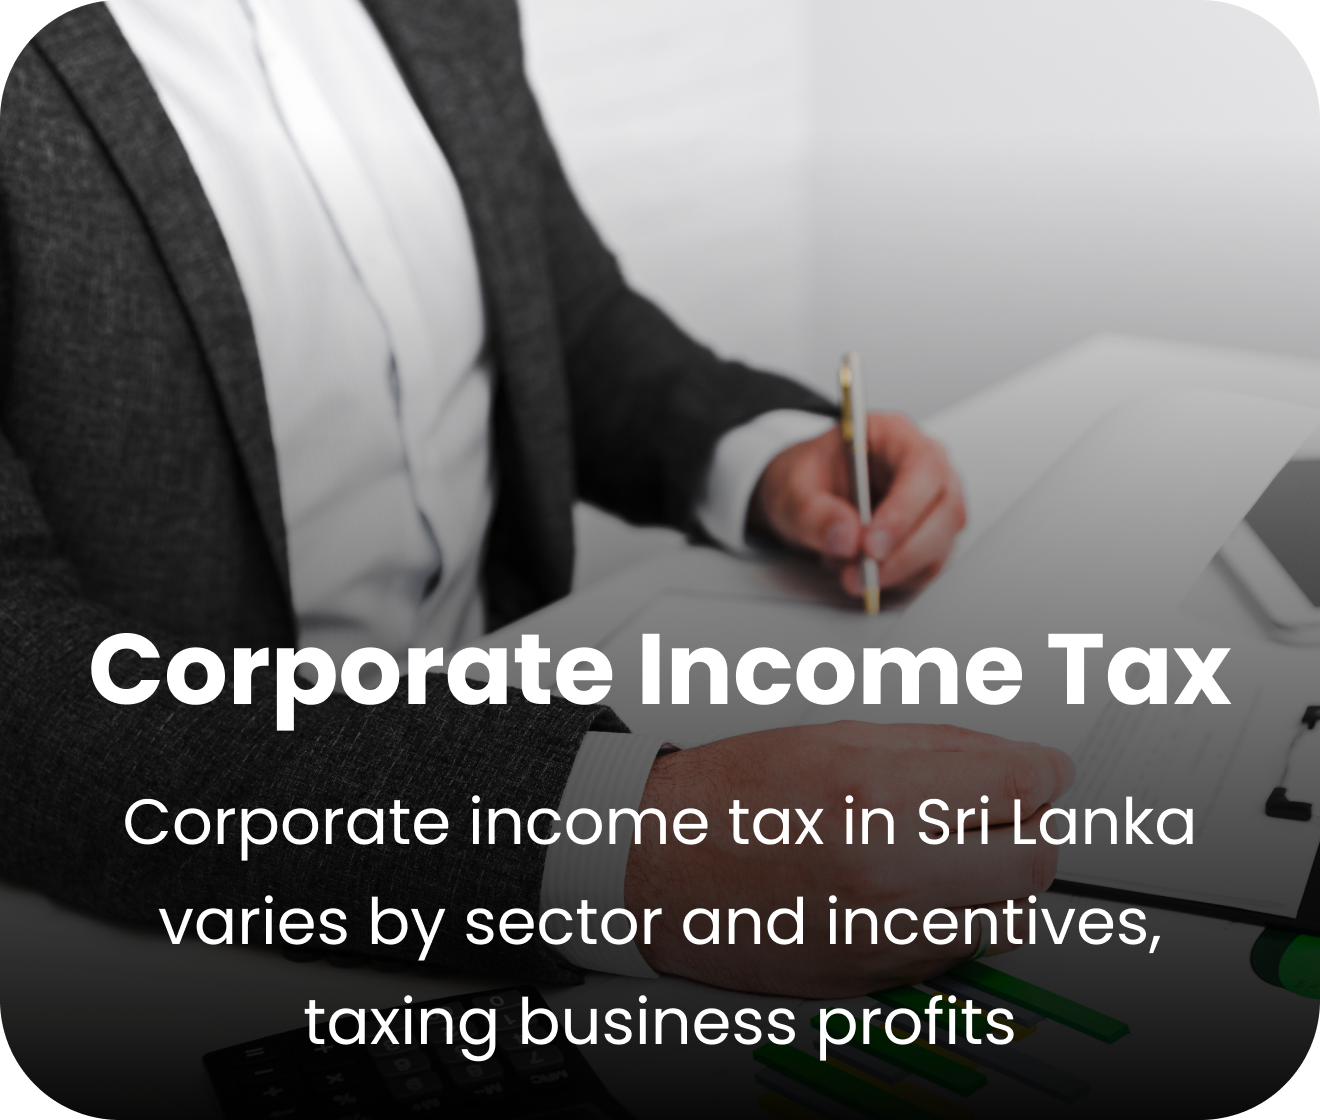 Corporate Income Tax
Corporate income tax in Sri Lanka
varies by sector and incentives,
taxing business profits